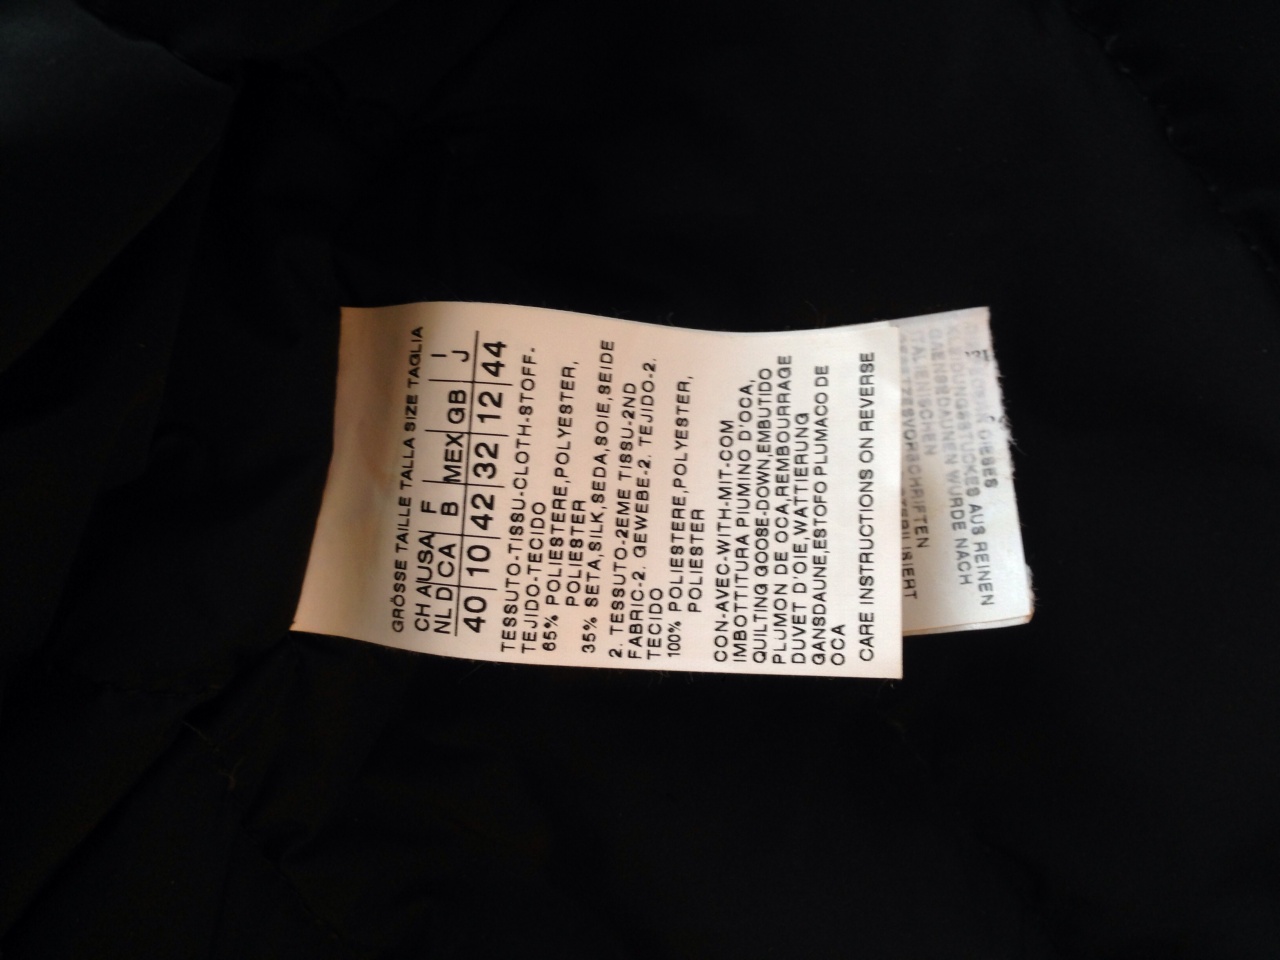 GRÖSSE TAILLE TALLA SIZE TAGLIA
CH A USA F I
NL D CA B MEX GB J
40 10 42 32 12 44
TESSUTO-TISSU-CLOTH-STOFF.
TEJIDO-TECIDO
65% POLIESTERE,POLYESTER,
POLIESTER
35% SETA,SILK,SEDA,SOIE,SEIDE
2. TESSUTO-2EME TISSU-2ND
FABRIC-2. GEWEBE-2. TEJIDO-2.
TECIDO
100% POLIESTERE,POLYESTER,
POLIESTER
CON-AVEC-WITH-MIT-COM
IMBOTTITURA PIUMINO D'OCA,
QUILTING GOOSE-DOWN,EMBUTIDO
PLUMON DE OCA,REMBOURRAGE
DUVET D'OIE,WATTIERUNG
GANSDAUNE,ESTOFO PLUMACO DE
OCA
CARE INSTRUCTIONS ON REVERSE
DIESES
KLEIDUNGSSTUCKES AUS REINEN
GAENSEDAUNEN WURDE NACH
ITALIENISCHEN